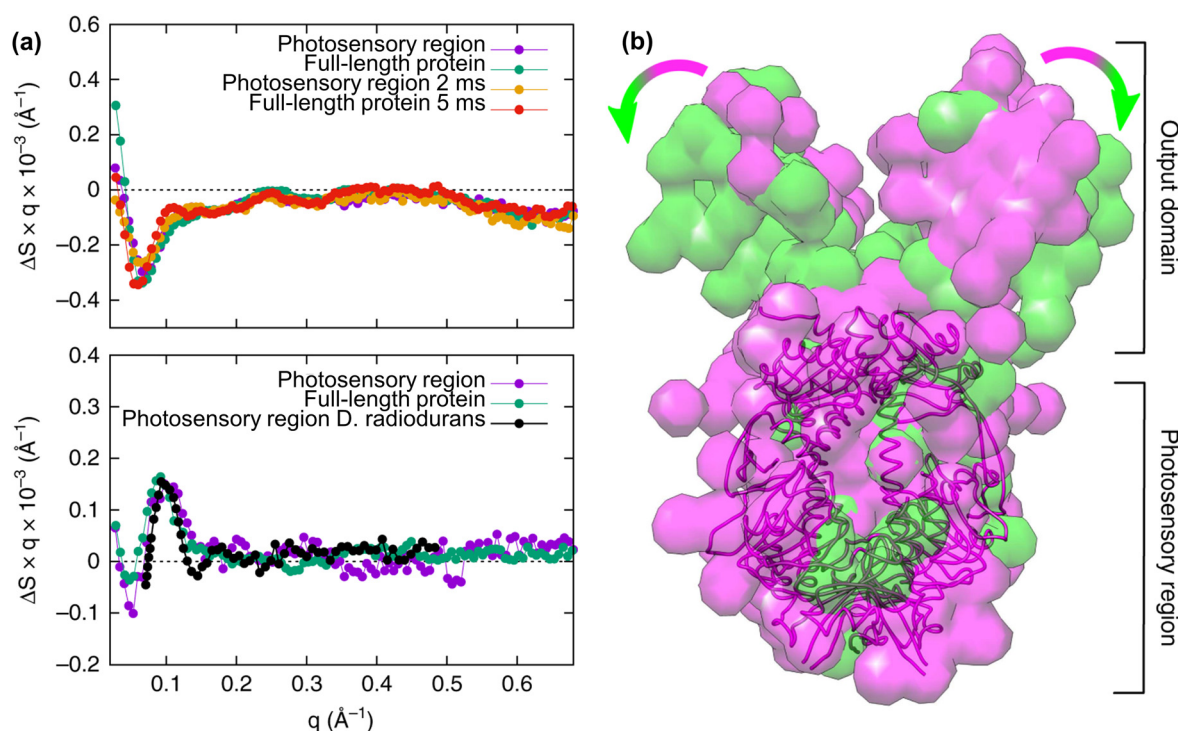 (a)
0.6
0.4
0.2
0
−0.2
−0.4
ΔS × q × 10⁻³ (Å⁻¹)
Photosensory region
Full-length protein
Photosensory region 2 ms
Full-length protein 5 ms
0.4
0.3
0.2
0.1
0
−0.1
−0.2
ΔS × q × 10⁻³ (Å⁻¹)
Photosensory region
Full-length protein
Photosensory region D. radiodurans
0.1 0.2 0.3 0.4 0.5 0.6
q (Å⁻¹)
(b)
Output domain
Photosensory region